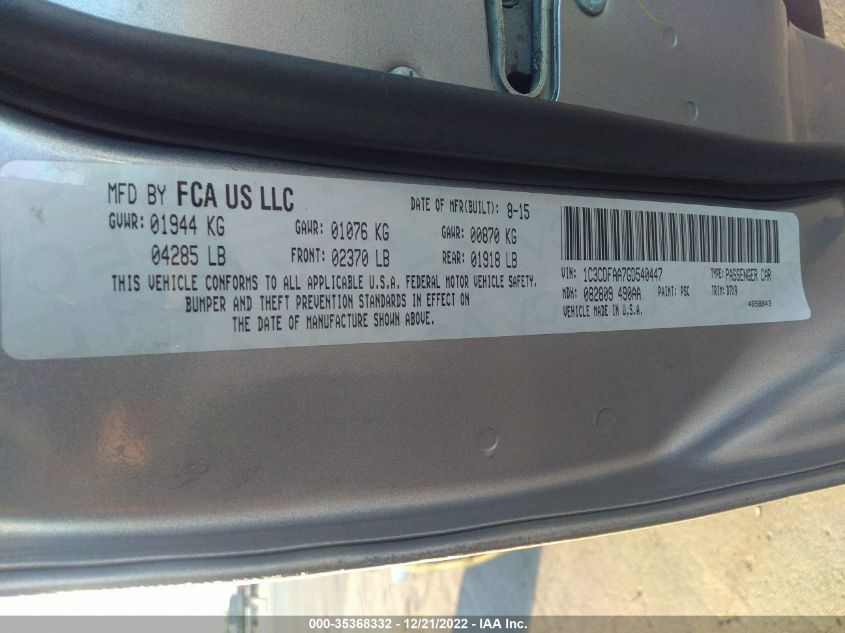 MFD BY FCA US LLC
DATE OF MFR(BUILT): 8-15
GVWR: 01944 KG GAWR: 01076 KG GAWR: 00870 KG
04285 LB FRONT: 02370 LB REAR: 01918 LB
THIS VEHICLE CONFORMS TO ALL APPLICABLE U.S.A. FEDERAL MOTOR VEHICLE SAFETY,
BUMPER AND THEFT PREVENTION STANDARDS IN EFFECT ON
THE DATE OF MANUFACTURE SHOWN ABOVE.
VIN: 1C3CDFAA7GD540447 TYPE: PASSENGER CAR
MDH: 082809 490AA PAINT: PSC TRIM:
VEHICLE MADE IN U.S.A. 4650843
000-35368332 - 12/21/2022 - IAA Inc.